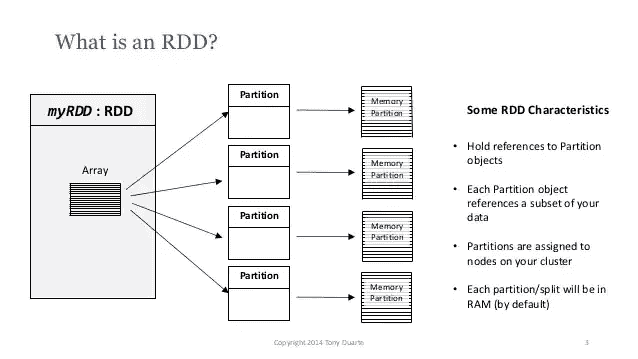 What is an RDD?
myRDD : RDD
Array
Partition
Partition
Partition
Partition
Memory
Partition
Memory
Partition
Memory
Partition
Memory
Partition
Some RDD Characteristics
• Hold references to Partition
objects
• Each Partition object
references a subset of your
data
• Partitions are assigned to
nodes on your cluster
• Each partition/split will be in
RAM (by default)
Copyright 2014 Tony Duarte
3